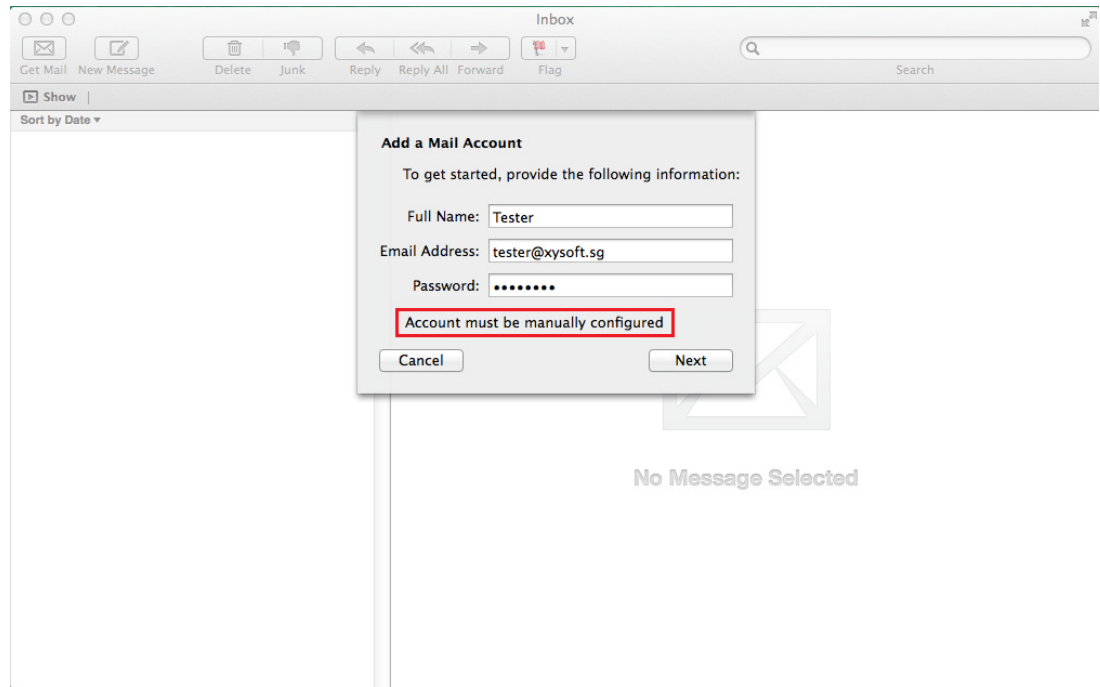 Inbox
Get Mail New Message Delete Junk Reply Reply All Forward Flag Search
Show
Sort by Date
Add a Mail Account
To get started, provide the following information:
Full Name: Tester
Email Address: tester@xysoft.sg
Password: ••••••••
Account must be manually configured
Cancel Next
No Message Selected